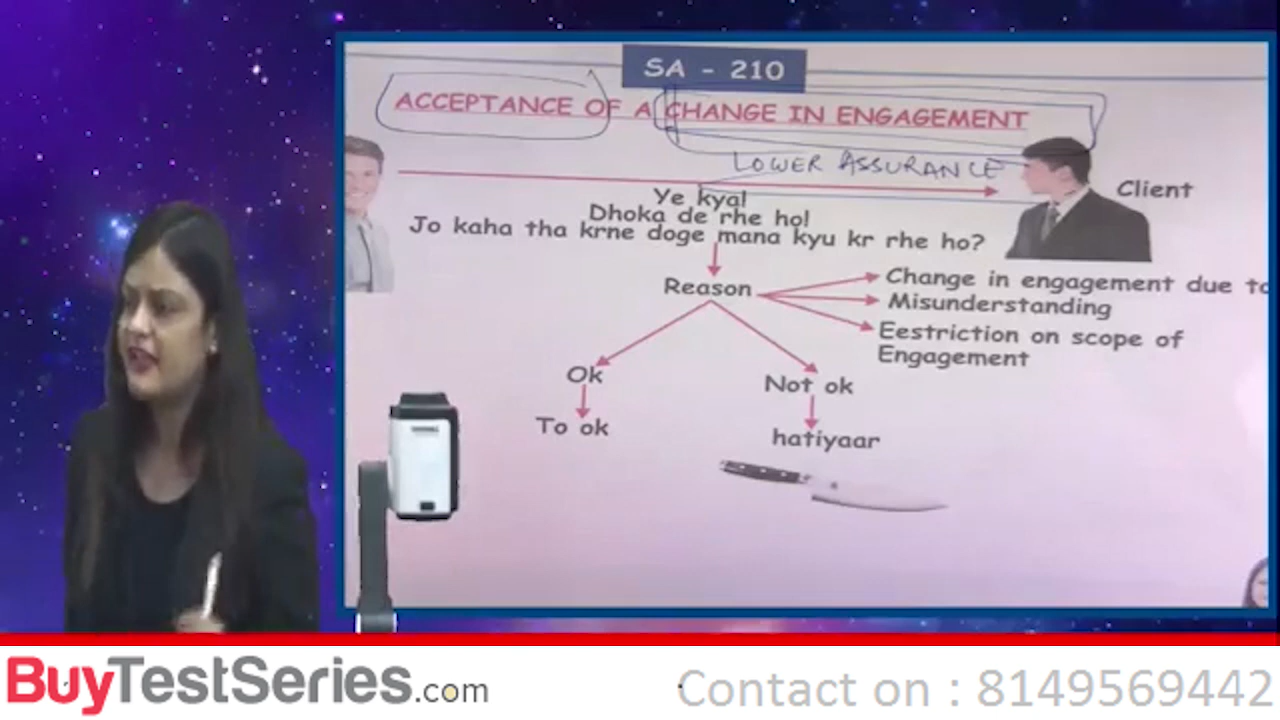 SA - 210
ACCEPTANCE OF A CHANGE IN ENGAGEMENT
LOWER ASSURANCE
Client
Ye kya!
Dhoka de rhe ho!
Jo kaha tha krne doge mana kyu kr rhe ho?
Reason
Change in engagement due to
Misunderstanding
Eestriction on scope of
Engagement
Ok
Not ok
To ok
hatiyaar
BuyTestSeries.com
Contact on : 8149569442